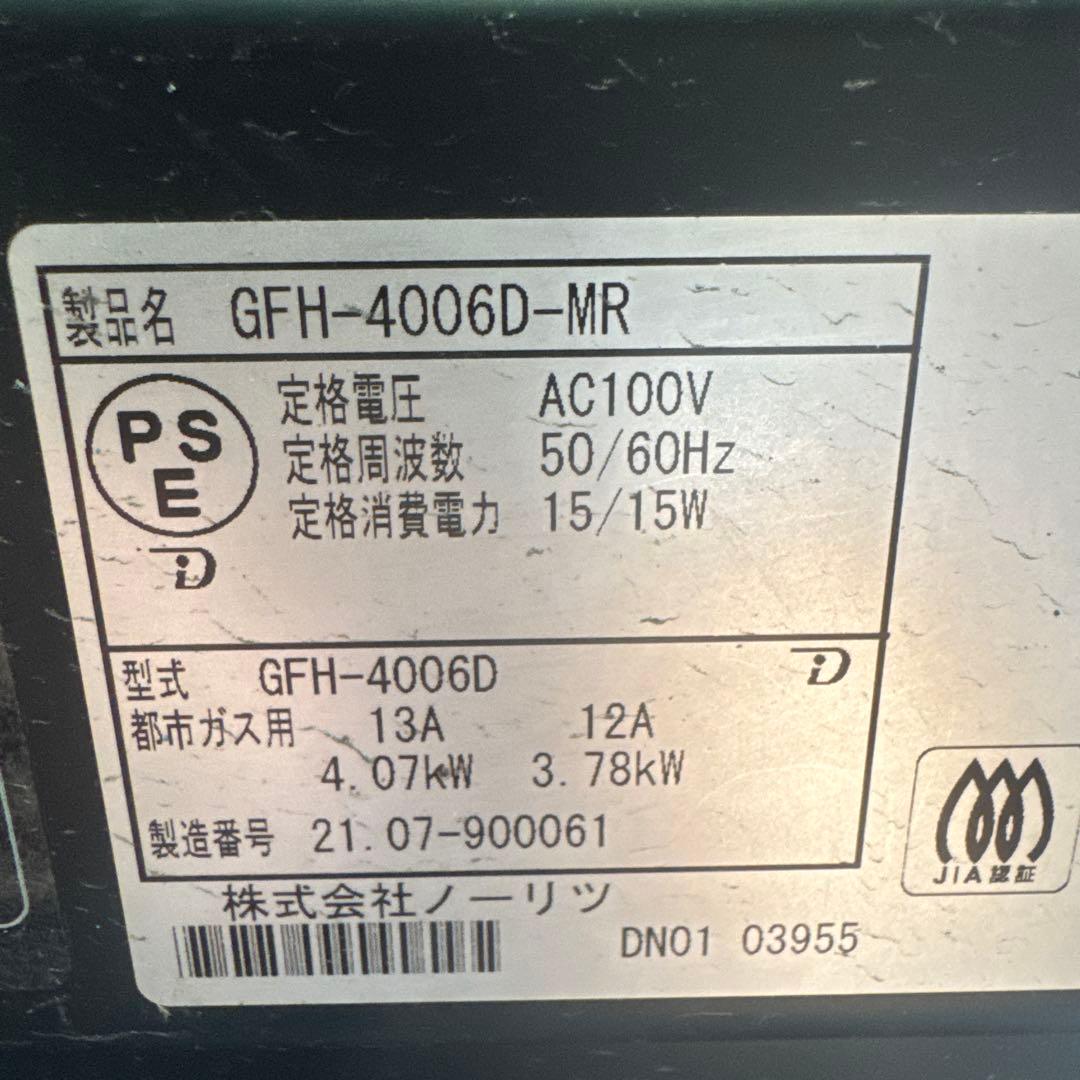 製品名 GFH-4006D-MR
PS
E
定格電圧 AC100V
定格周波数 50/60Hz
定格消費電力 15/15W
型式 GFH-4006D
都市ガス用 13A 12A
4.07kW 3.78kW
製造番号 21.07-900061
株式会社ノーリツ
DN01 03955
JIA認証